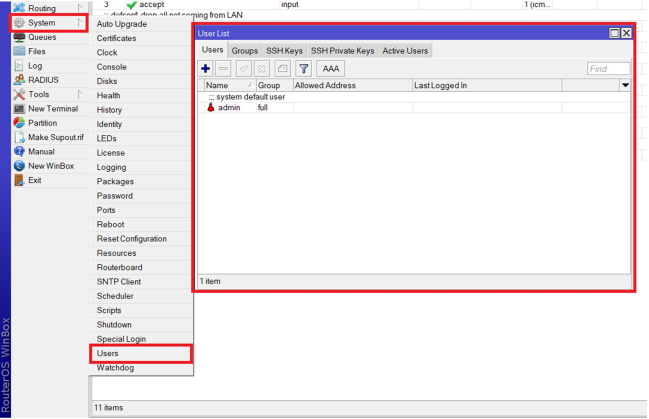 Routing
System
Queues
Files
Log
RADIUS
Tools
New Terminal
Partition
Make Supout.rif
Manual
New WinBox
Exit
RouterOS WinBox
3 accept input 1 (icm...
::: defconf: drop all not coming from LAN
Auto Upgrade
Certificates
Clock
Console
Disks
Health
History
Identity
LEDs
License
Logging
Packages
Password
Ports
Reboot
Reset Configuration
Resources
Routerboard
SNTP Client
Scheduler
Scripts
Shutdown
Special Login
Users
Watchdog
User List
Users Groups SSH Keys SSH Private Keys Active Users
AAA Find
Name / Group Allowed Address Last Logged In
::: system default user
admin full
1 item
11 items